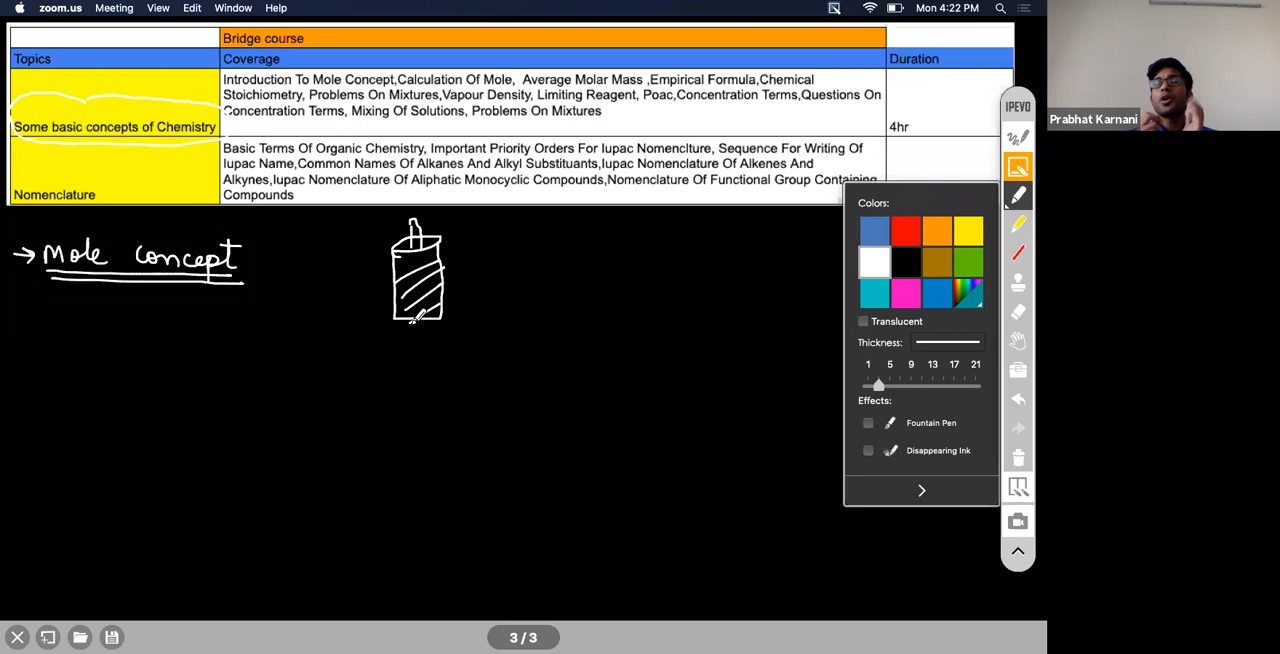 zoom.us Meeting View Edit Window Help Mon 4:22 PM
Bridge course
Topics Coverage Duration
Introduction To Mole Concept,Calculation Of Mole, Average Molar Mass ,Empirical Formula,Chemical
Stoichiometry, Problems On Mixtures,Vapour Density, Limiting Reagent, Poac,Concentration Terms,Questions On
Concentration Terms, Mixing Of Solutions, Problems On Mixtures
Some basic concepts of Chemistry 4hr
Basic Terms Of Organic Chemistry, Important Priority Orders For Iupac Nomenclture, Sequence For Writing Of
Iupac Name,Common Names Of Alkanes And Alkyl Substituents,Iupac Nomenclature Of Alkenes And
Alkynes,Iupac Nomenclature Of Aliphatic Monocyclic Compounds,Nomenclature Of Functional Group Containing
Nomenclature Compounds
→ Mole concept
Prabhat Karnani
IPEVO
Colors:
Translucent
Thickness:
1 5 9 13 17 21
Effects:
Fountain Pen
Disappearing Ink
3 / 3